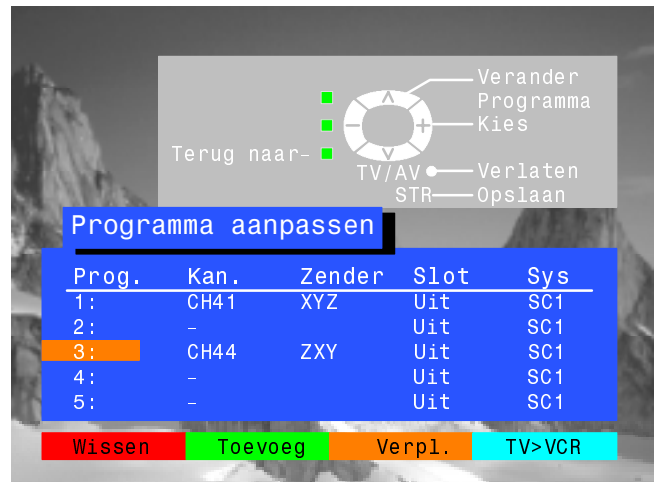 Verander
Programma
Kies
Terug naar
TV/AV Verlaten
STR Opslaan
Programma aanpassen
Prog. Kan. Zender Slot Sys
1: CH41 XYZ Uit SC1
2: – Uit SC1
3: CH44 ZXY Uit SC1
4: – Uit SC1
5: – Uit SC1
Wissen Toevoeg Verpl. TV>VCR